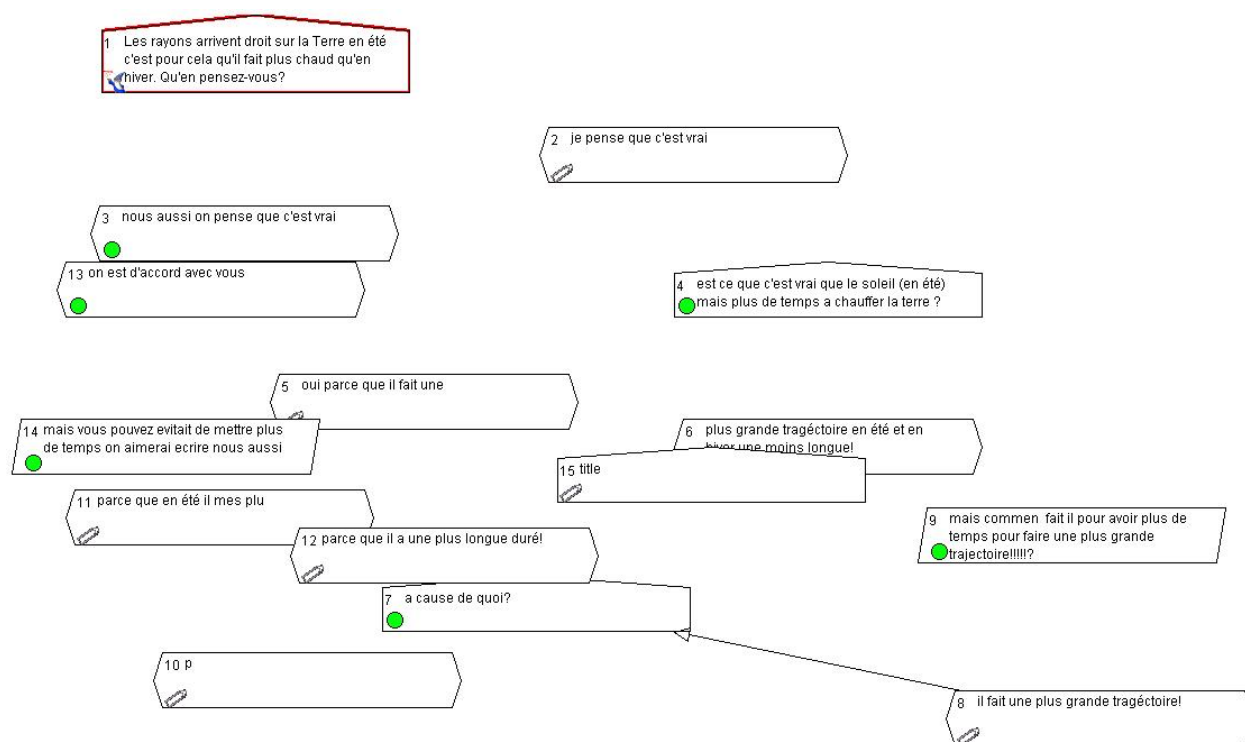 1 Les rayons arrivent droit sur la Terre en été
c'est pour cela qu'il fait plus chaud qu'en
hiver. Qu'en pensez-vous?
2 je pense que c'est vrai
3 nous aussi on pense que c'est vrai
13 on est d'accord avec vous
4 est ce que c'est vrai que le soleil (en été)
mais plus de temps a chauffer la terre ?
5 oui parce que il fait une
14 mais vous pouvez evitait de mettre plus
de temps on aimerai ecrire nous aussi
6 plus grande tragéctoire en été et en
hiver une moins longue!
15 title
11 parce que en été il mes plu
9 mais commen fait il pour avoir plus de
temps pour faire une plus grande
trajectoire!!!!!?
12 parce que il a une plus longue duré!
7 a cause de quoi?
10 p
8 il fait une plus grande tragéctoire!